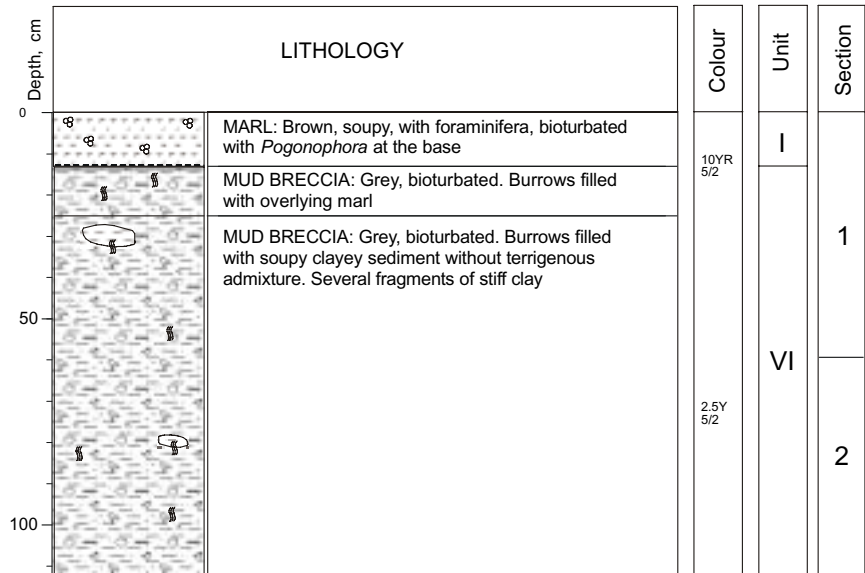 Depth, cm
LITHOLOGY
Colour
Unit
Section
0
MARL: Brown, soupy, with foraminifera, bioturbated
with Pogonophora at the base
I
10YR
5/2
MUD BRECCIA: Grey, bioturbated. Burrows filled
with overlying marl
MUD BRECCIA: Grey, bioturbated. Burrows filled
with soupy clayey sediment without terrigenous
admixture. Several fragments of stiff clay
1
50
VI
2.5Y
5/2
2
100